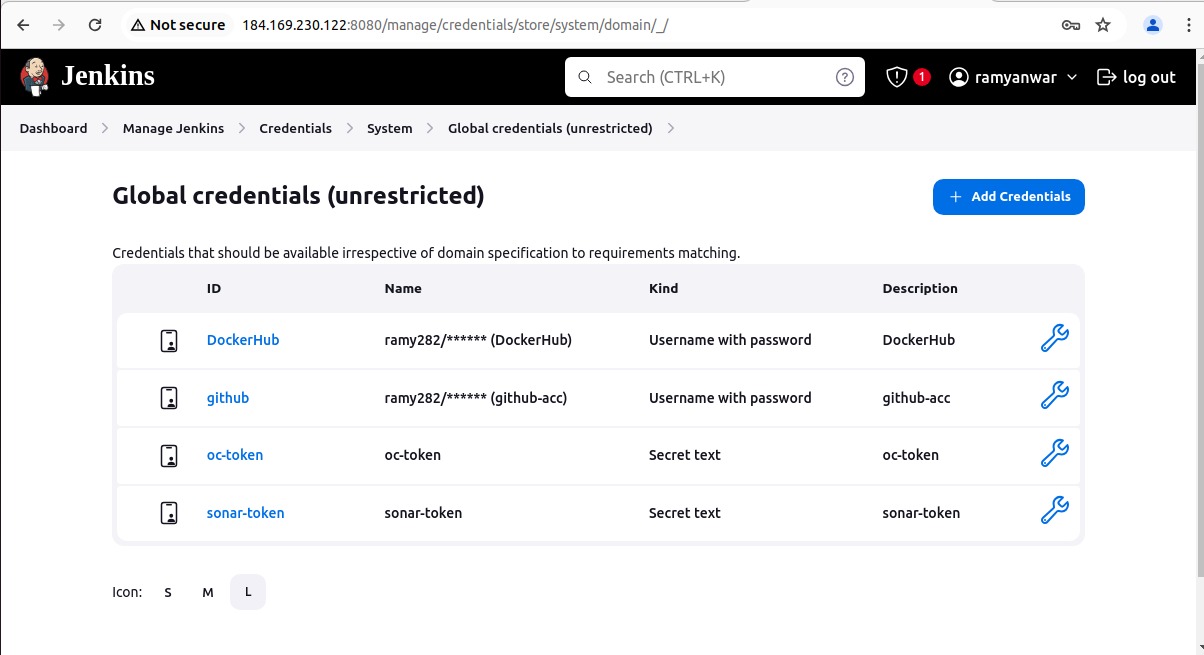 Not secure 184.169.230.122:8080/manage/credentials/store/system/domain/_/
Jenkins Search (CTRL+K) ? 1 ramyanwar log out
Dashboard Manage Jenkins Credentials System Global credentials (unrestricted)
Global credentials (unrestricted) + Add Credentials
Credentials that should be available irrespective of domain specification to requirements matching.
ID Name Kind Description
DockerHub ramy282/****** (DockerHub) Username with password DockerHub
github ramy282/****** (github-acc) Username with password github-acc
oc-token oc-token Secret text oc-token
sonar-token sonar-token Secret text sonar-token
Icon: S M L